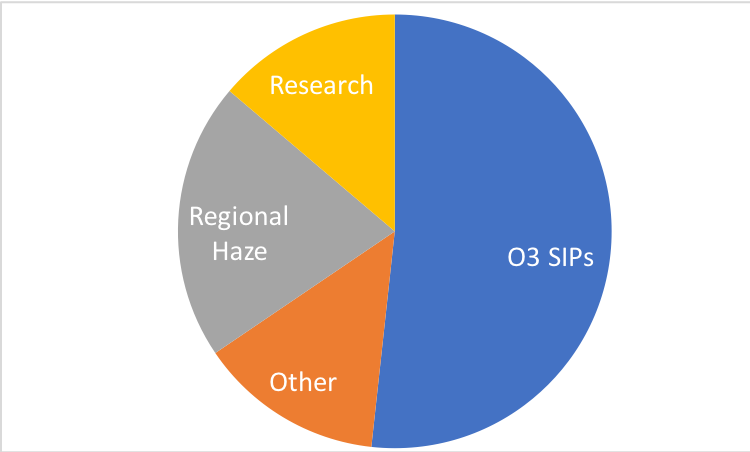 Research
Regional
Haze
O3 SIPs
Other